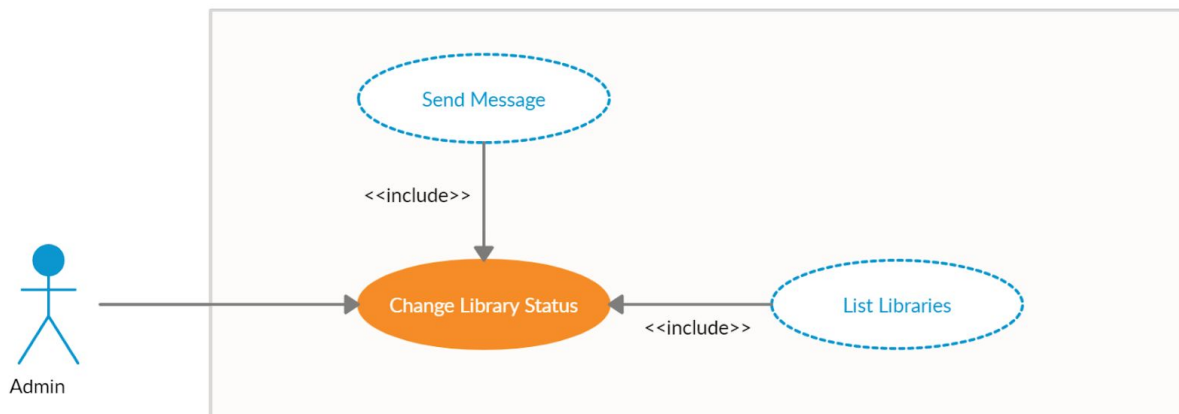 Send Message
<<include>>
Change Library Status
List Libraries
<<include>>
Admin